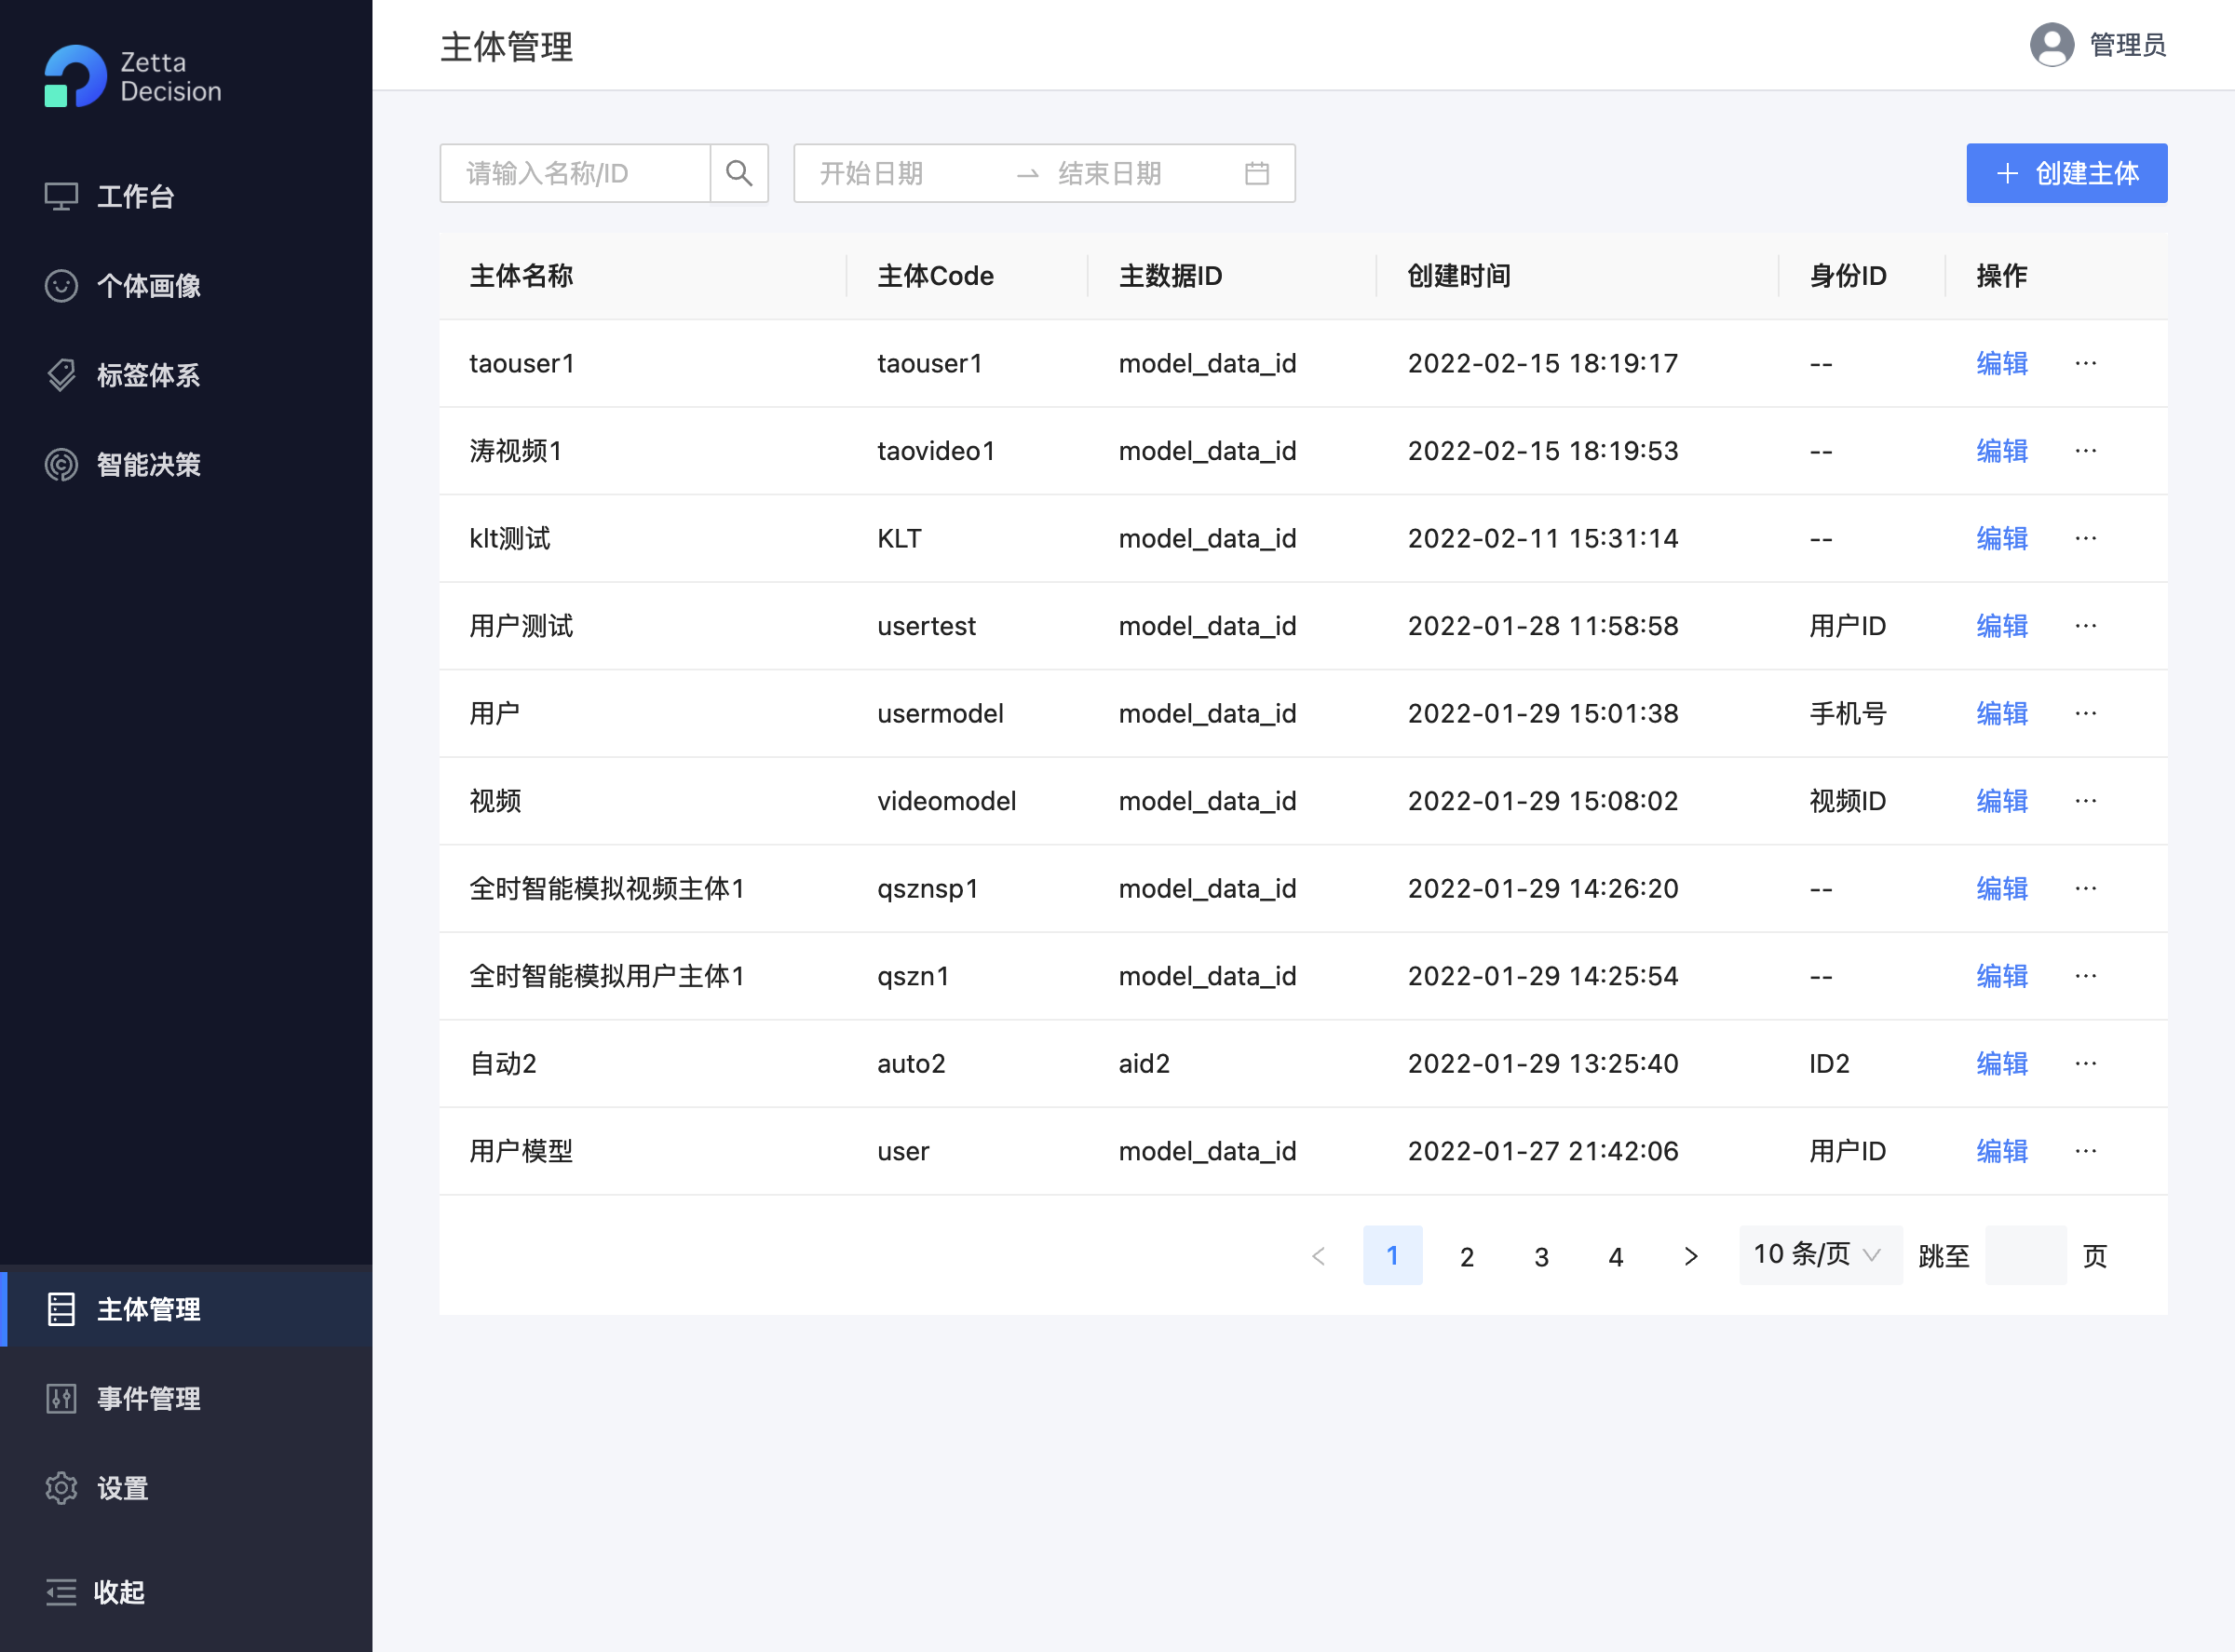 Zetta
Decision
工作台
个体画像
标签体系
智能决策
主体管理
事件管理
设置
收起
主体管理
管理员
请输入名称/ID
开始日期 → 结束日期
+ 创建主体
主体名称 主体Code 主数据ID 创建时间 身份ID 操作
taouser1 taouser1 model_data_id 2022-02-15 18:19:17 -- 编辑 ···
涛视频1 taovideo1 model_data_id 2022-02-15 18:19:53 -- 编辑 ···
klt测试 KLT model_data_id 2022-02-11 15:31:14 -- 编辑 ···
用户测试 usertest model_data_id 2022-01-28 11:58:58 用户ID 编辑 ···
用户 usermodel model_data_id 2022-01-29 15:01:38 手机号 编辑 ···
视频 videomodel model_data_id 2022-01-29 15:08:02 视频ID 编辑 ···
全时智能模拟视频主体1 qsznsp1 model_data_id 2022-01-29 14:26:20 -- 编辑 ···
全时智能模拟用户主体1 qszn1 model_data_id 2022-01-29 14:25:54 -- 编辑 ···
自动2 auto2 aid2 2022-01-29 13:25:40 ID2 编辑 ···
用户模型 user model_data_id 2022-01-27 21:42:06 用户ID 编辑 ···
< 1 2 3 4 > 10 条/页 跳至 页